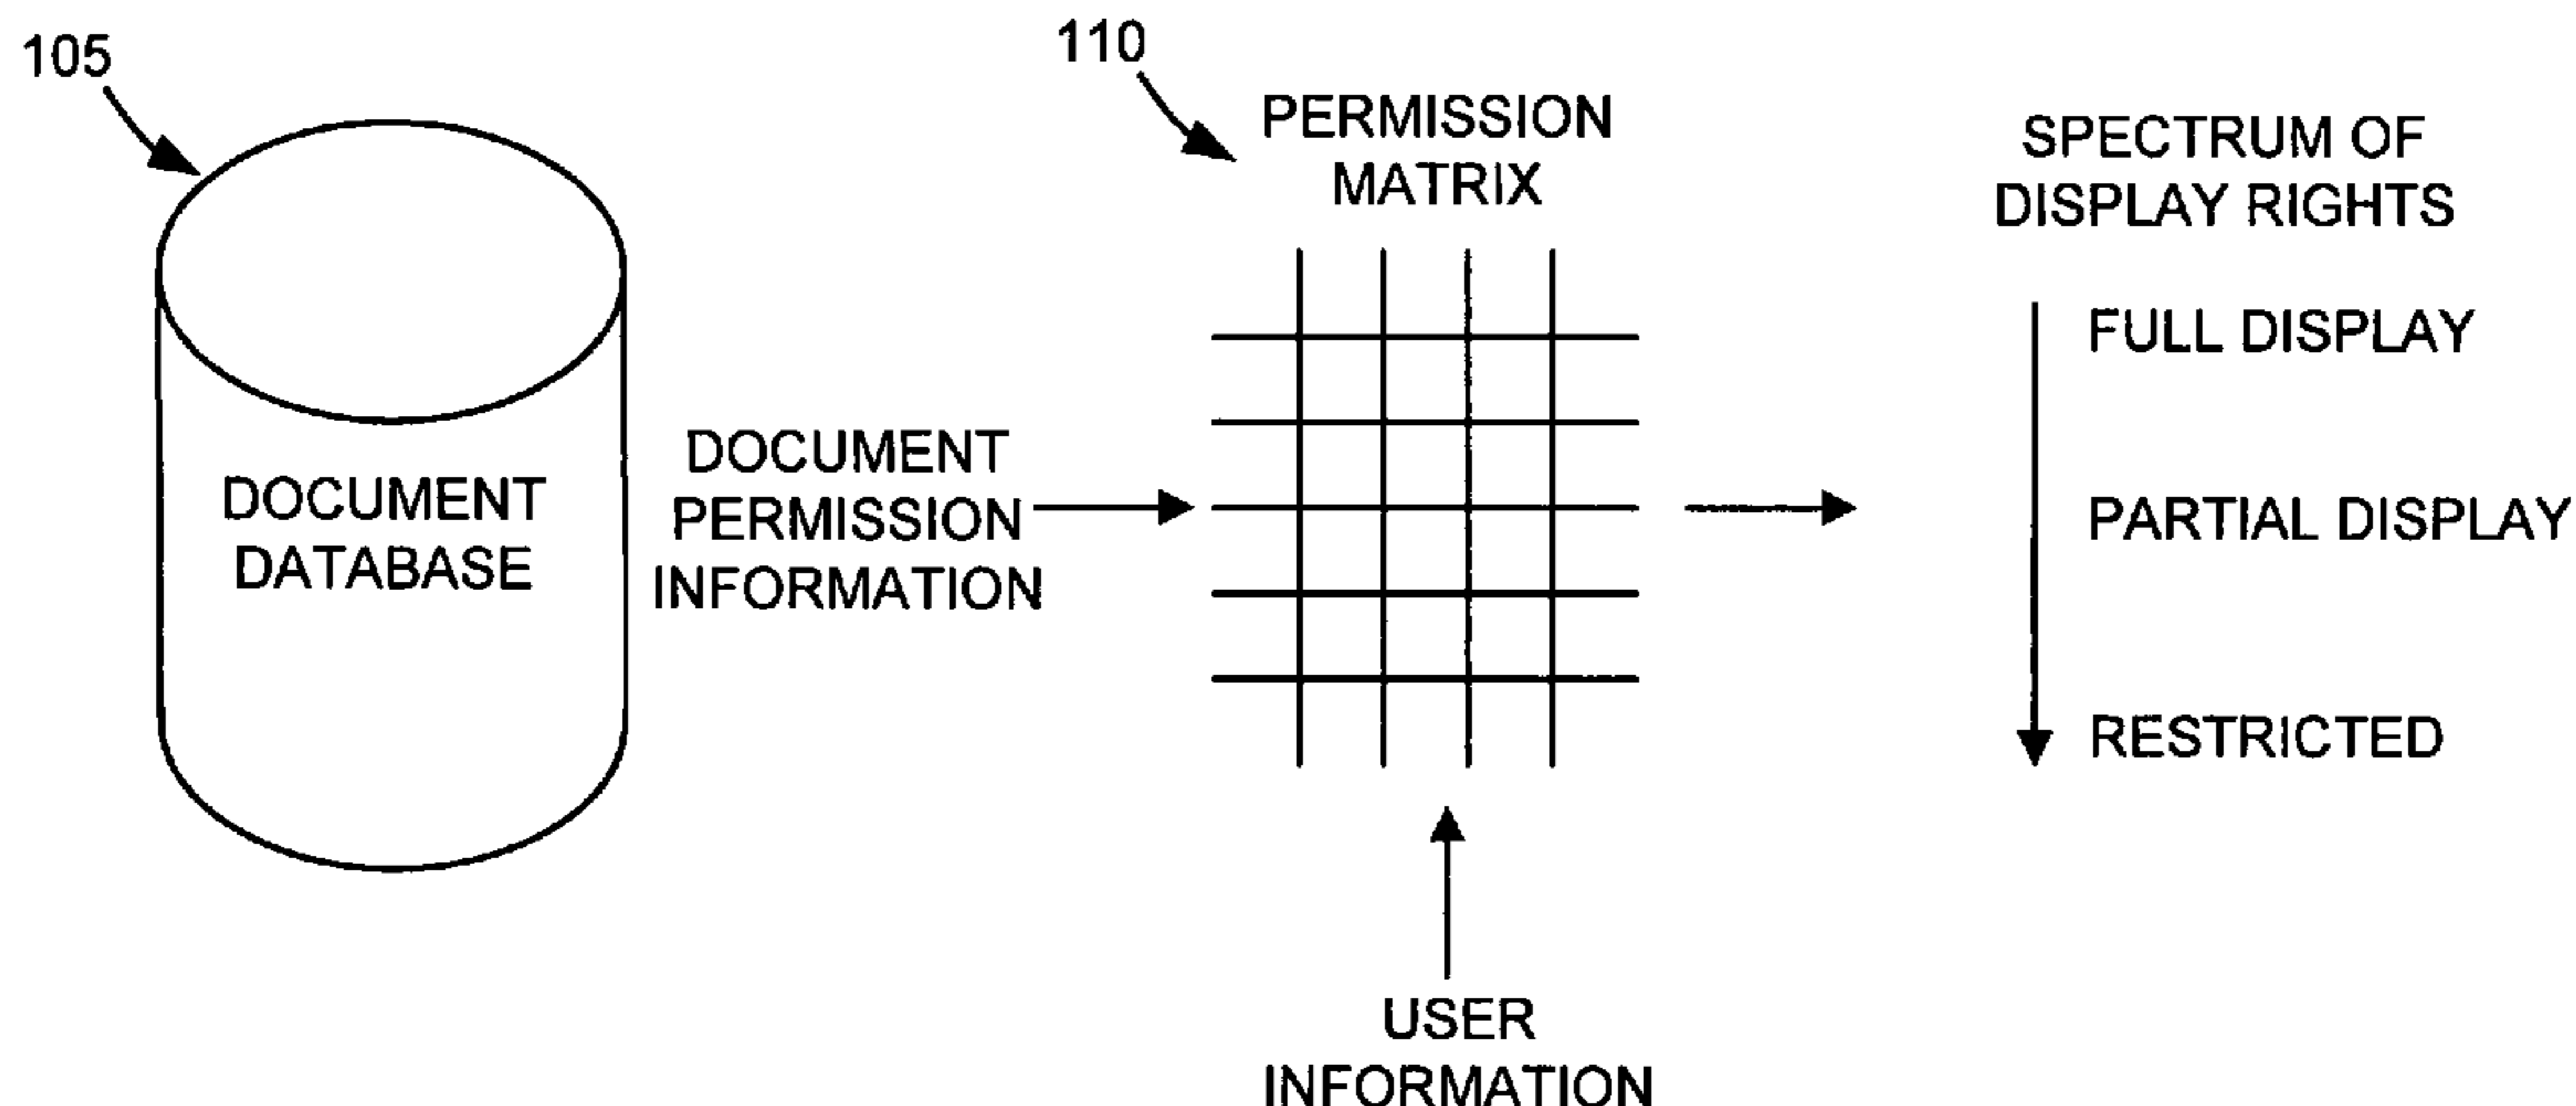 105
DOCUMENT
DATABASE
DOCUMENT
PERMISSION
INFORMATION
110
PERMISSION
MATRIX
USER
INFORMATION
SPECTRUM OF
DISPLAY RIGHTS
FULL DISPLAY
PARTIAL DISPLAY
RESTRICTED